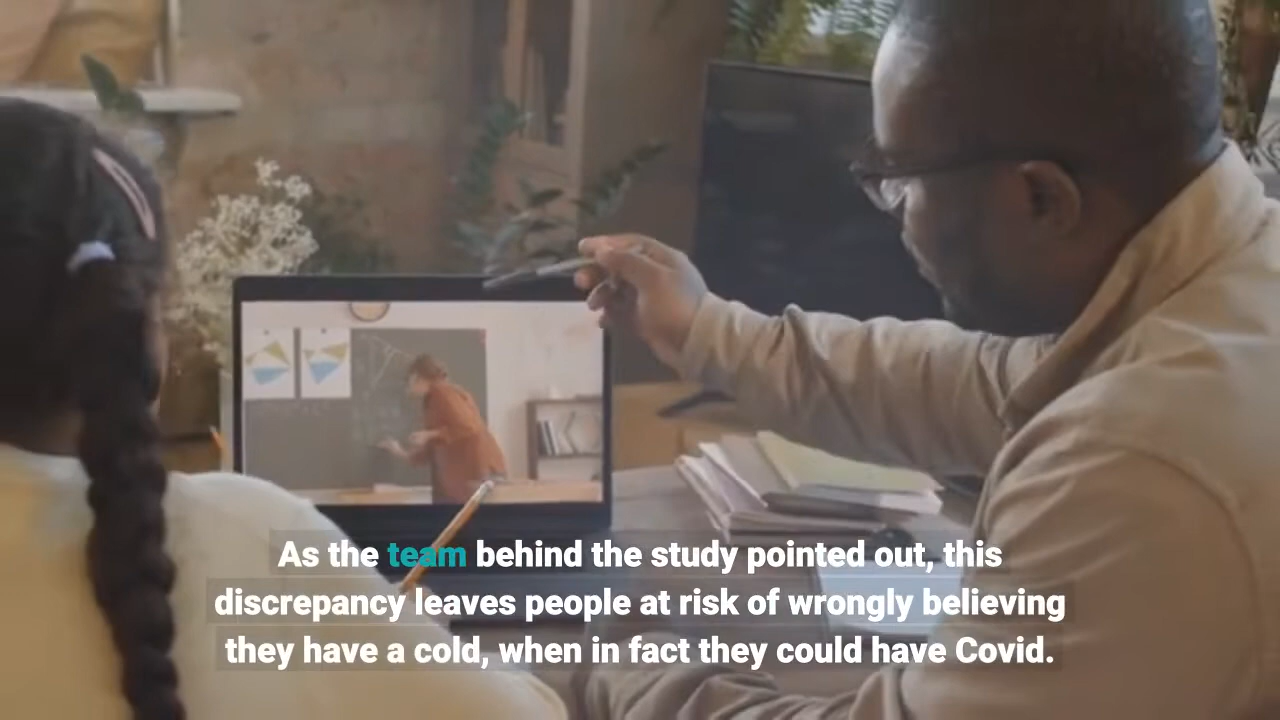 As the team behind the study pointed out, this
discrepancy leaves people at risk of wrongly believing
they have a cold, when in fact they could have Covid.